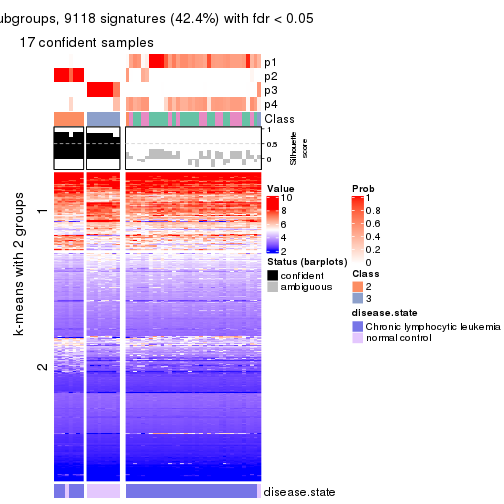 ubgroups, 9118 signatures (42.4%) with fdr < 0.05
17 confident samples
p1
p2
p3
p4
Class
1
0.5
0
Silhouette
score
k-means with 2 groups
1
2
disease.state
Value
10
8
6
4
2
Status (barplots)
confident
ambiguous
Prob
1
0.8
0.6
0.4
0.2
0
Class
2
3
disease.state
Chronic lymphocytic leukemia
normal control